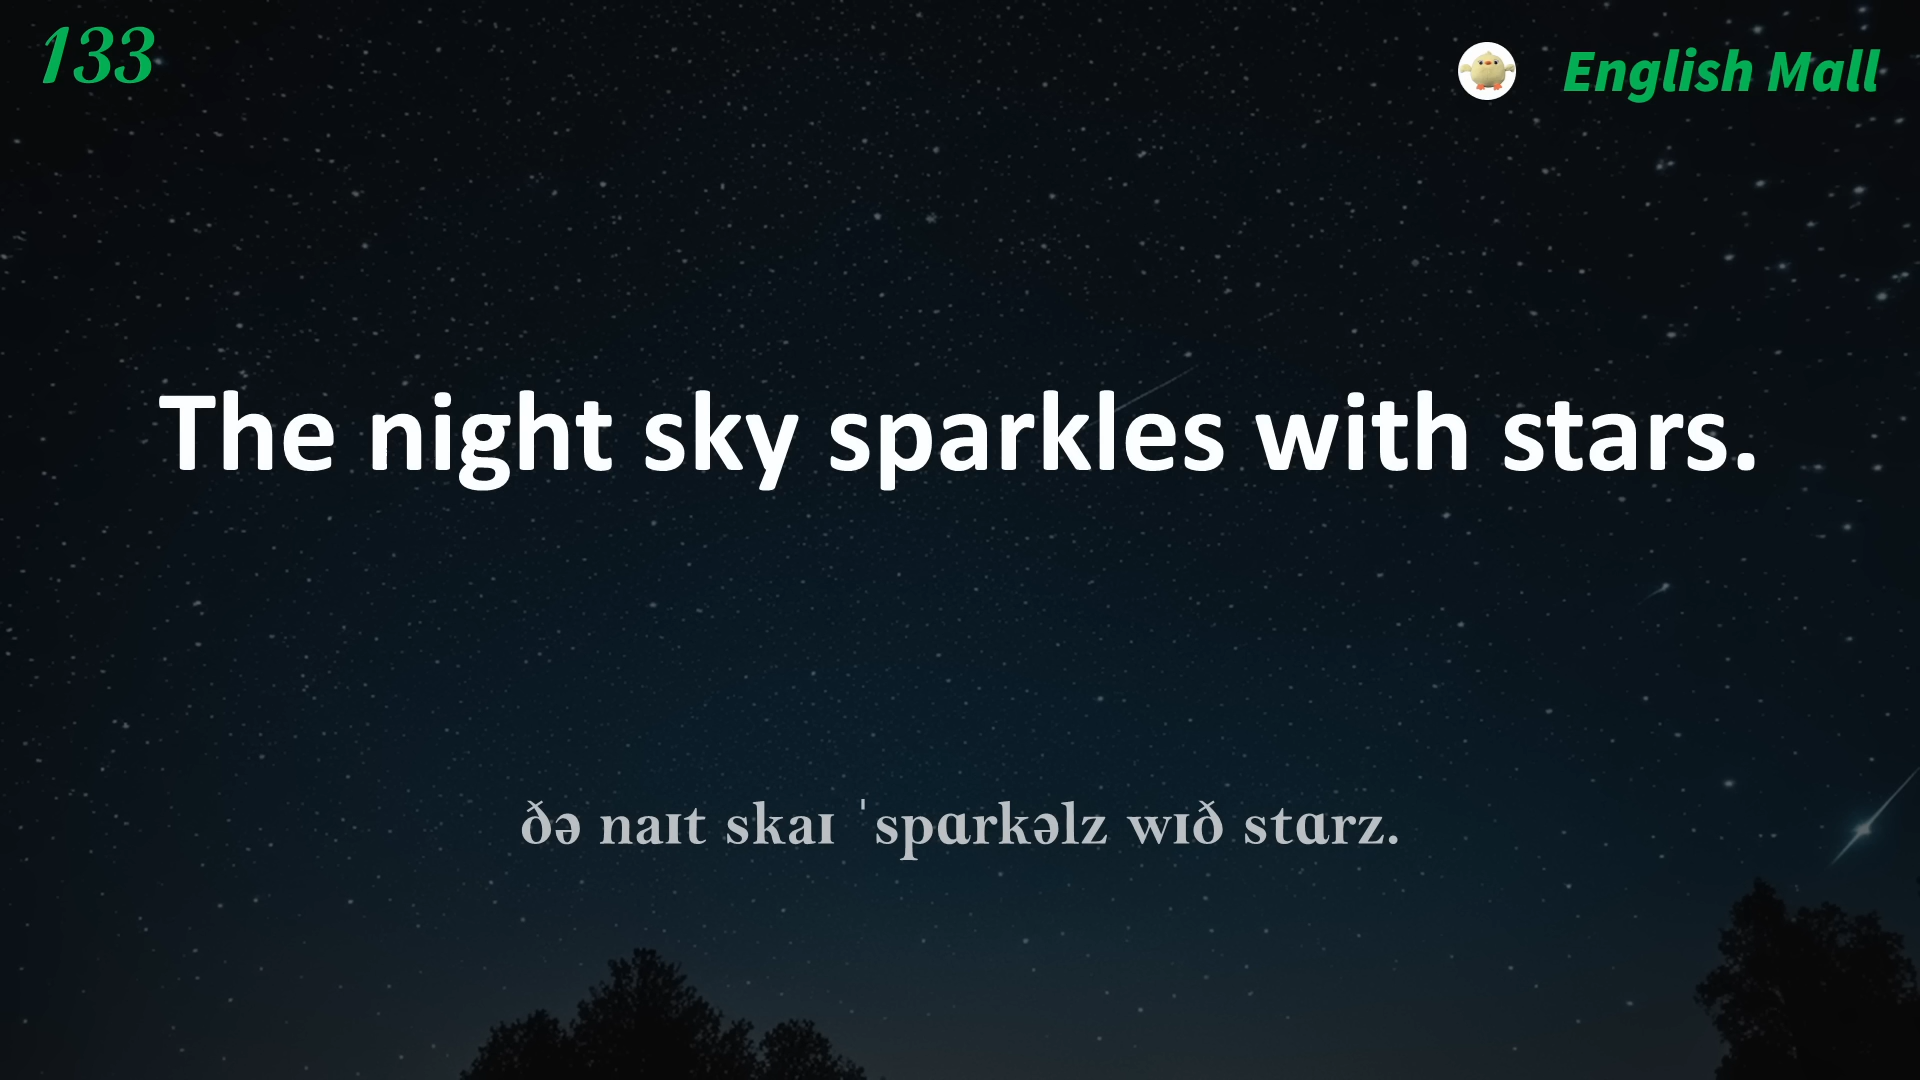 133
English Mall
The night sky sparkles with stars.
ðə naɪt skaɪ ˈspɑrkəlz wɪð stɑrz.